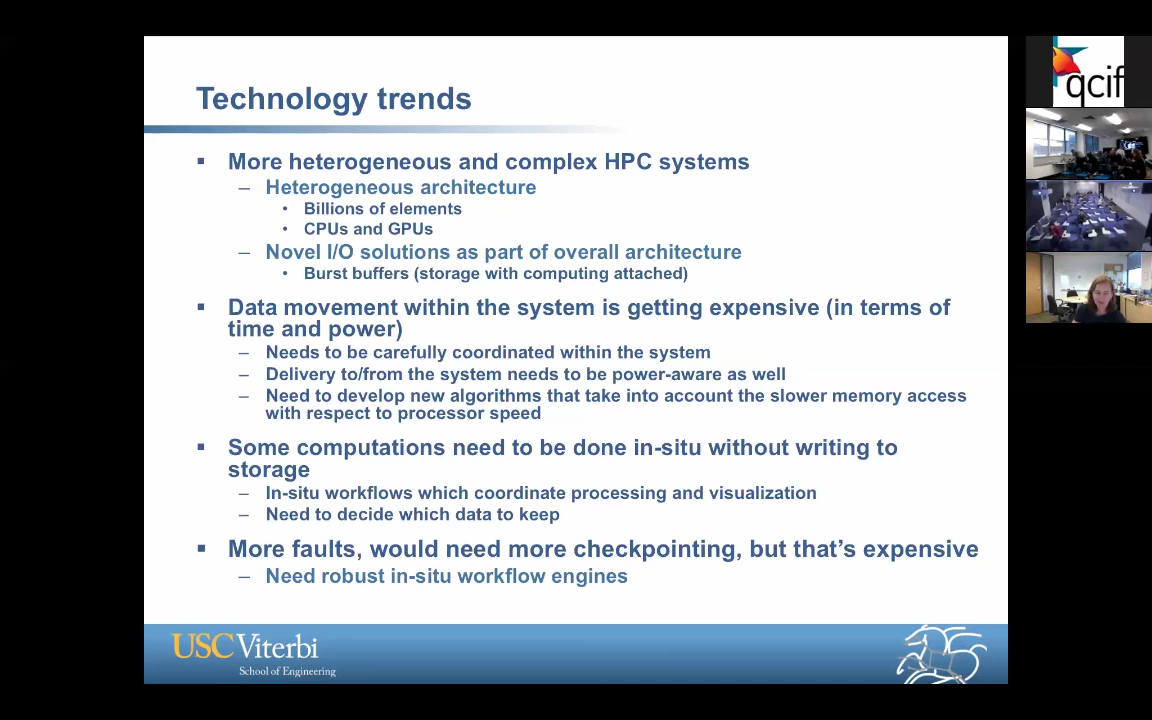 Technology trends
▪ More heterogeneous and complex HPC systems
– Heterogeneous architecture
• Billions of elements
• CPUs and GPUs
– Novel I/O solutions as part of overall architecture
• Burst buffers (storage with computing attached)
▪ Data movement within the system is getting expensive (in terms of
time and power)
– Needs to be carefully coordinated within the system
– Delivery to/from the system needs to be power-aware as well
– Need to develop new algorithms that take into account the slower memory access
with respect to processor speed
▪ Some computations need to be done in-situ without writing to
storage
– In-situ workflows which coordinate processing and visualization
– Need to decide which data to keep
▪ More faults, would need more checkpointing, but that’s expensive
– Need robust in-situ workflow engines
USC Viterbi
School of Engineering
qcif